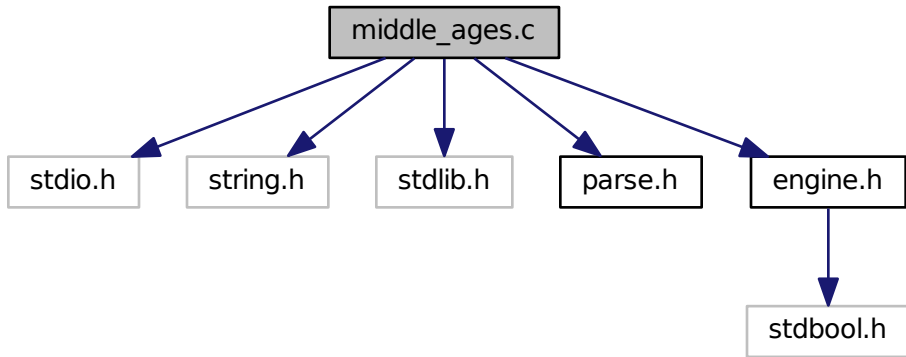 middle_ages.c
stdio.h
string.h
stdlib.h
parse.h
engine.h
stdbool.h